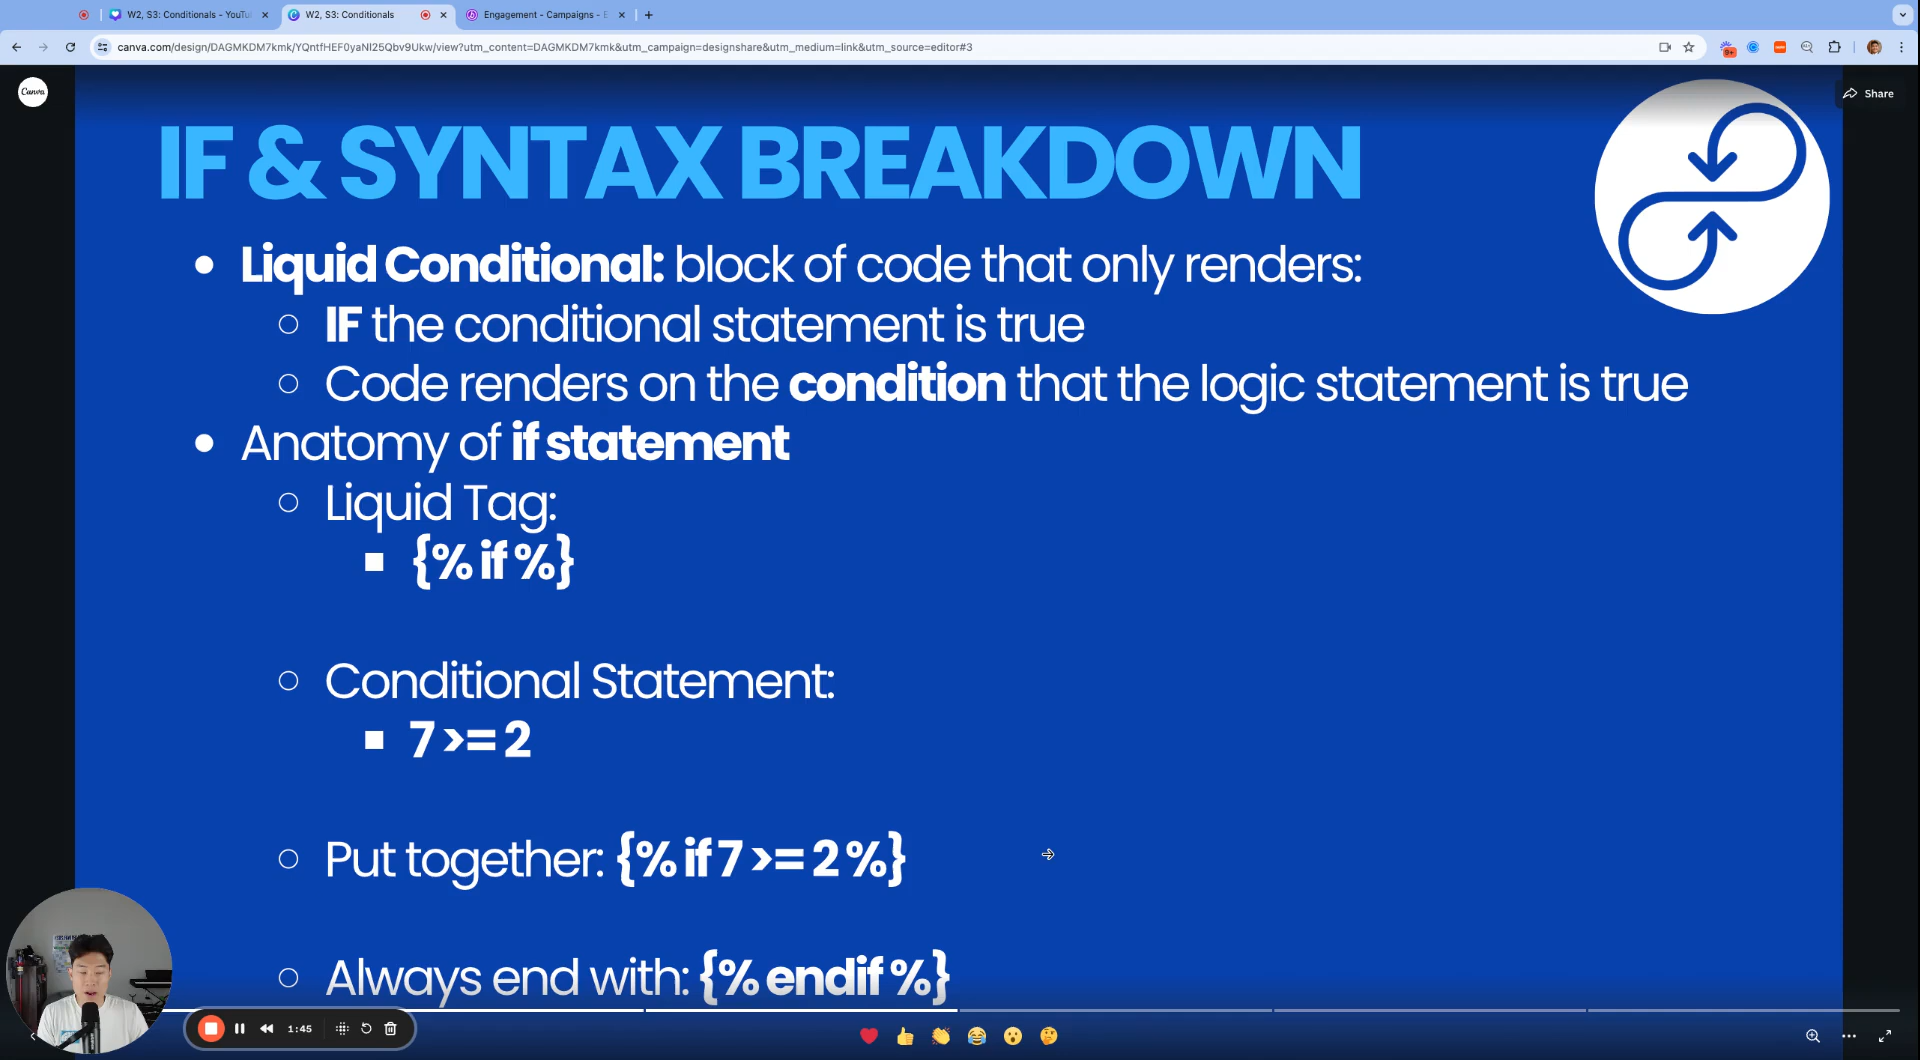 W2, S3: Conditionals - YouTu
W2, S3: Conditionals
Engagement - Campaigns - E
canva.com/design/DAGMKDM7kmk/YQntfHEF0yaNI25Qbv9Ukw/view?utm_content=DAGMKDM7kmk&utm_campaign=designshare&utm_medium=link&utm_source=editor#3
9+
Canva
Share
IF & SYNTAX BREAKDOWN
Liquid Conditional: block of code that only renders:
IF the conditional statement is true
Code renders on the condition that the logic statement is true
Anatomy of if statement
Liquid Tag:
{% if %}
Conditional Statement:
7 >= 2
Put together: {% if 7 >= 2 %}
Always end with: {% endif %}
1:45